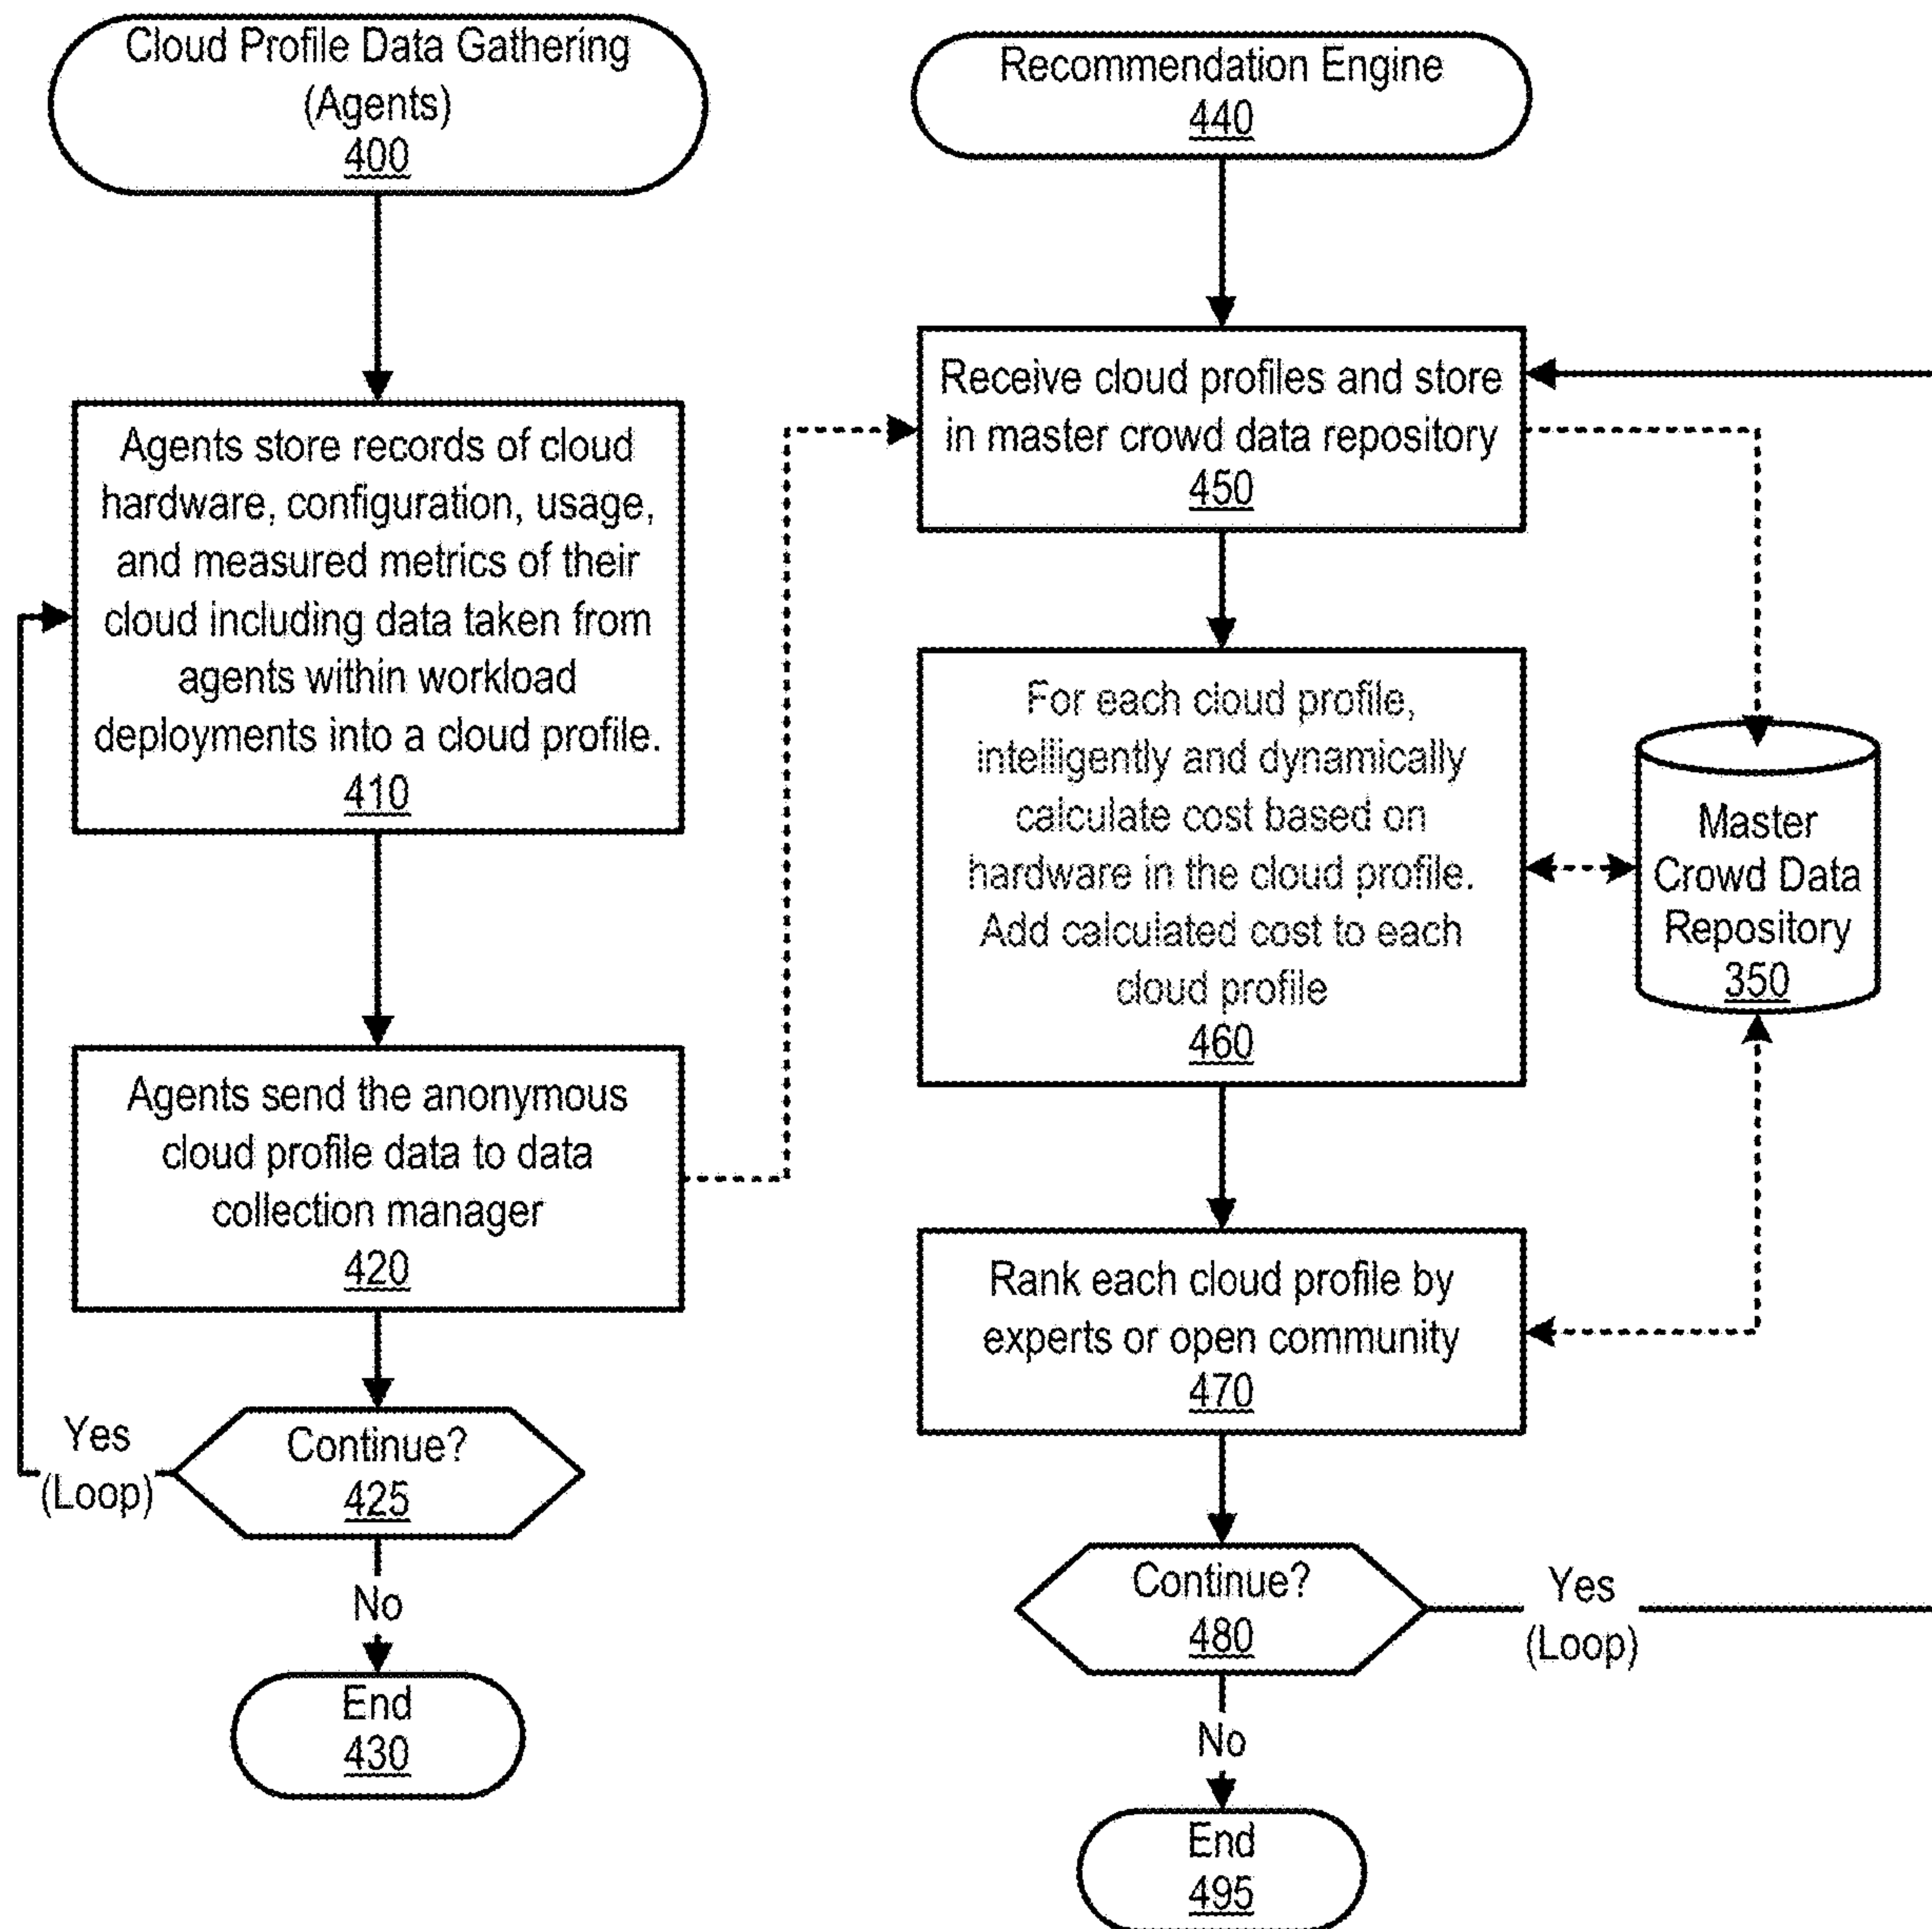 Cloud Profile Data Gathering
(Agents)
400
Agents store records of cloud
hardware, configuration, usage,
and measured metrics of their
cloud including data taken from
agents within workload
deployments into a cloud profile.
410
Agents send the anonymous
cloud profile data to data
collection manager
420
Continue?
425
Yes
(Loop)
No
End
430
Recommendation Engine
440
Receive cloud profiles and store
in master crowd data repository
450
For each cloud profile,
intelligently and dynamically
calculate cost based on
hardware in the cloud profile.
Add calculated cost to each
cloud profile
460
Master
Crowd Data
Repository
350
Rank each cloud profile by
experts or open community
470
Continue?
480
Yes
(Loop)
No
End
495